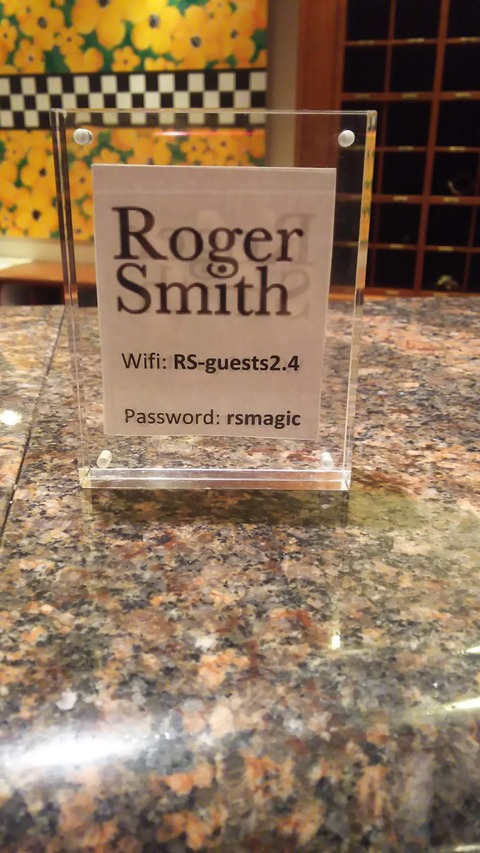 Roger
Smith
Wifi: RS-guests2.4
Password: rsmagic